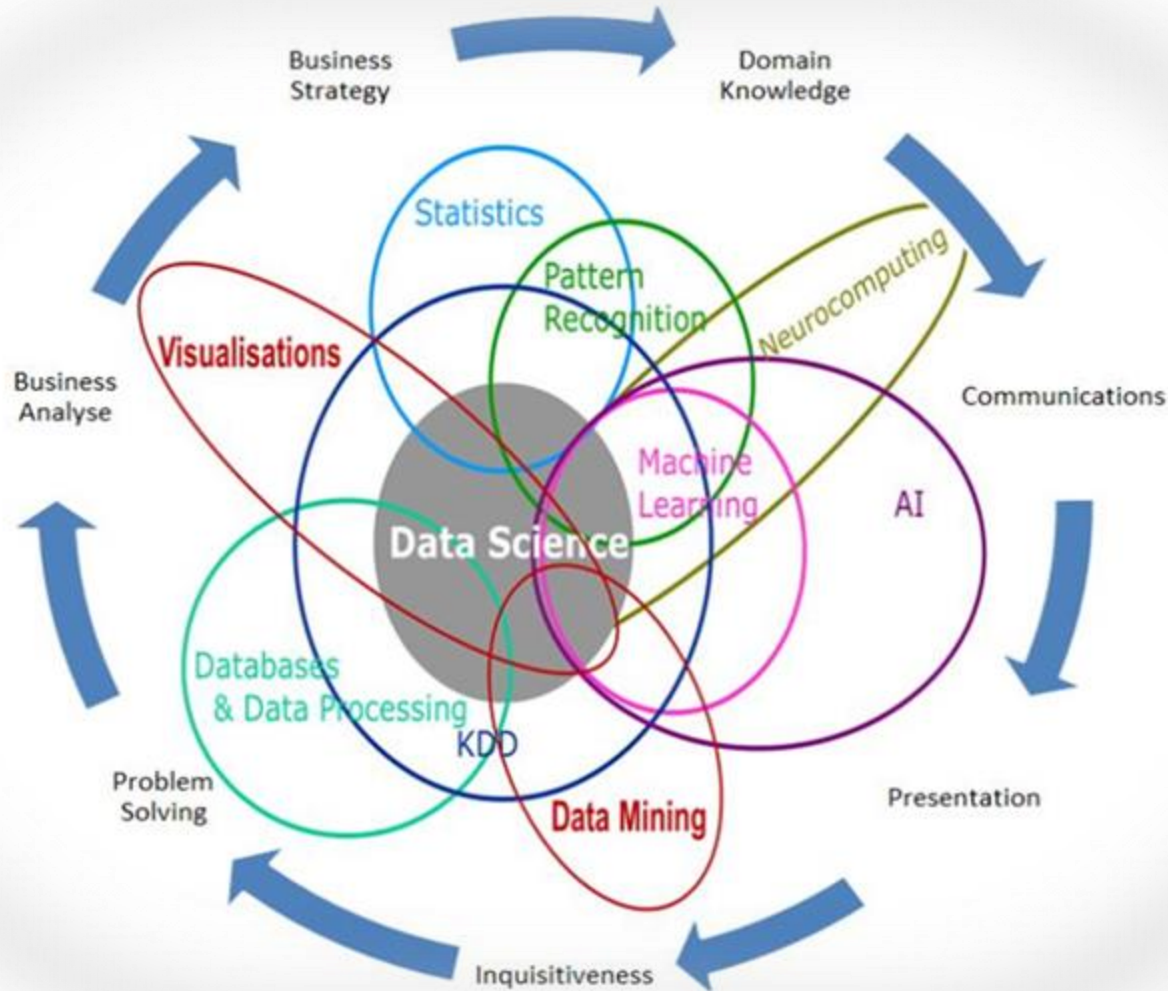 Business
Strategy
Domain
Knowledge
Statistics
Pattern
Recognition
Neurocomputing
Visualisations
Business
Analyse
Communications
Machine
Learning
AI
Data Science
Databases
& Data Processing
KDD
Problem
Solving
Presentation
Data Mining
Inquisitiveness